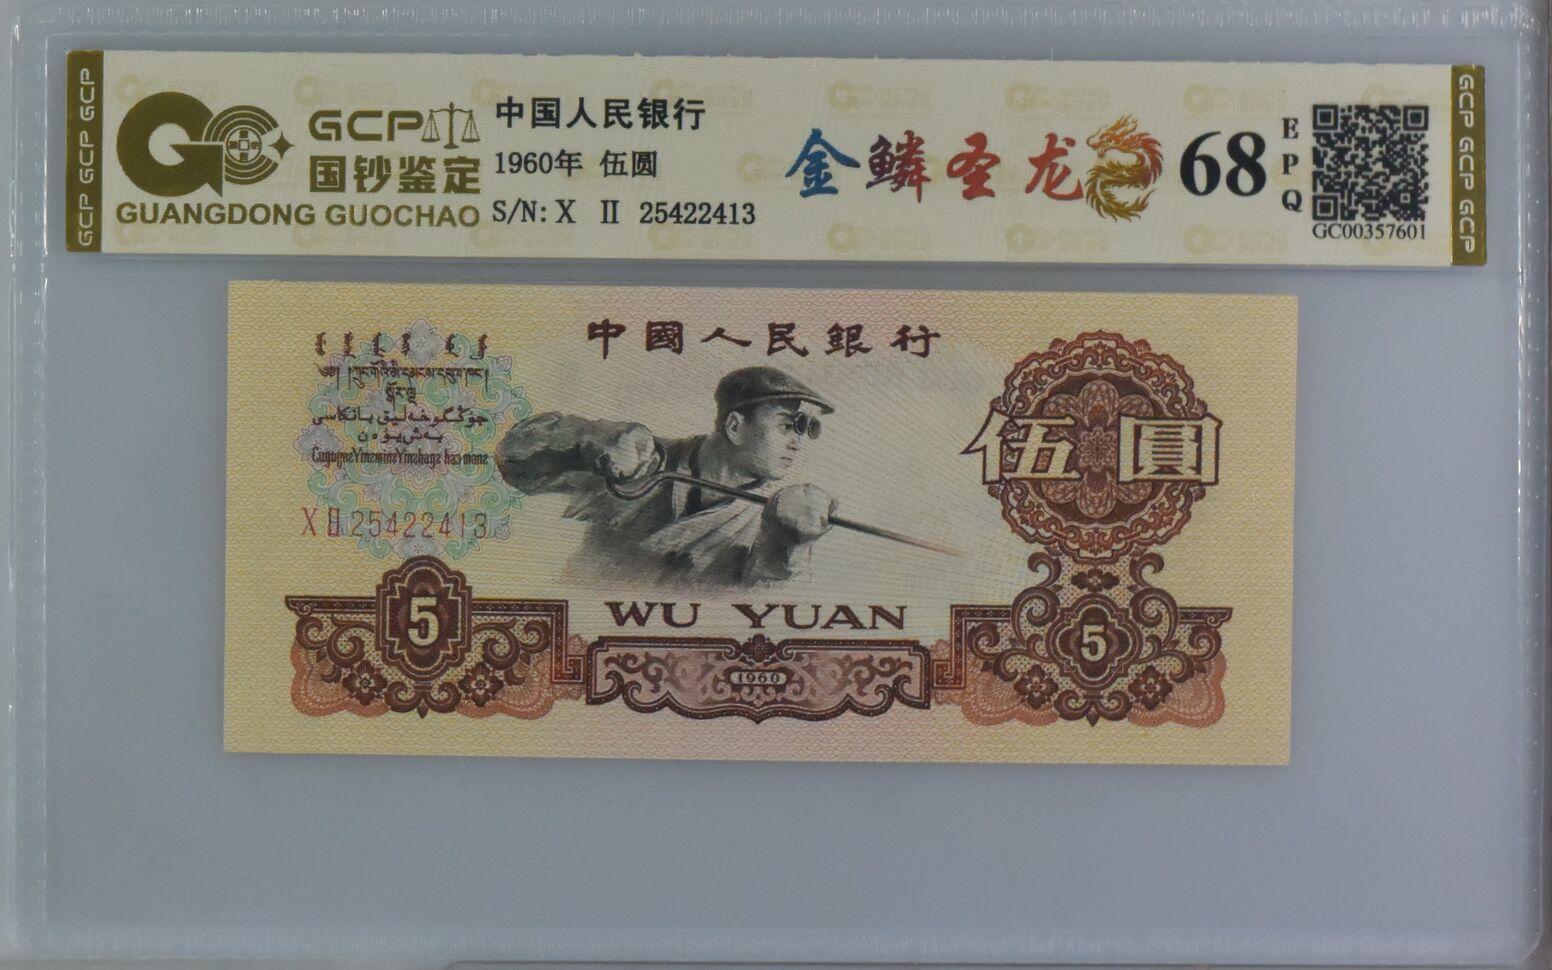 GCP GCP GCP
GCP
国钞鉴定
GUANGDONG GUOCHAO
中国人民银行
1960年 伍圆
S/N: X Ⅱ 25422413
金鳞圣龙
68
EPQ
GC00357601
GCP GCP GCP
中國人民銀行
伍圓
X Ⅱ 25422413
5
WU YUAN
1960
5